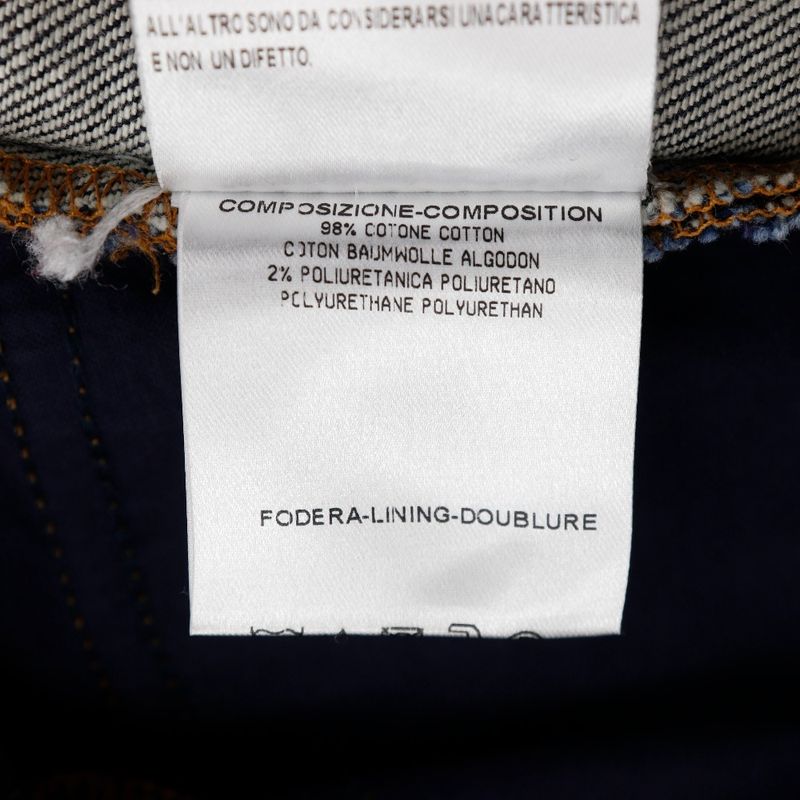 ALL'ALTRO SONO DA CONSIDERARSI UNA CARATTERISTICA
E NON UN DIFETTO.
COMPOSIZIONE-COMPOSITION
98% COTONE COTTON
COTON BAUMWOLLE ALGODON
2% POLIURETANICA POLIURETANO
POLYURETHANE POLYURETHAN
FODERA-LINING-DOUBLURE